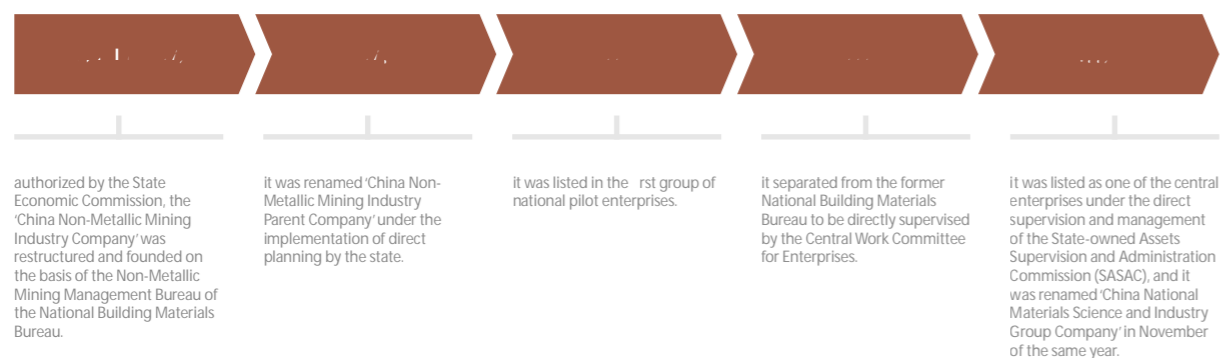 authorized by the State
Economic Commission, the
‘China Non-Metallic Mining
Industry Company’ was
restructured and founded on
the basis of the Non-Metallic
Mining Management Bureau of
the National Building Materials
Bureau.
it was renamed ‘China Non-
Metallic Mining Industry
Parent Company’ under the
implementation of direct
planning by the state.
it was listed in the rst group of
national pilot enterprises.
it separated from the former
National Building Materials
Bureau to be directly supervised
by the Central Work Committee
for Enterprises.
it was listed as one of the central
enterprises under the direct
supervision and management
of the State-owned Assets
Supervision and Administration
Commission (SASAC), and it
was renamed ‘China National
Materials Science and Industry
Group Company’ in November
of the same year.